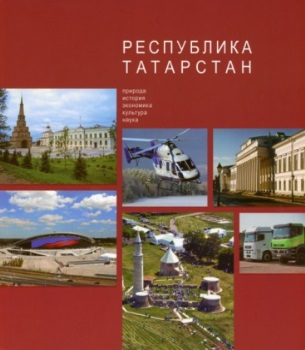 РЕСПУБЛИКА
ТАТАРСТАН
природа
история
экономика
культура
наука